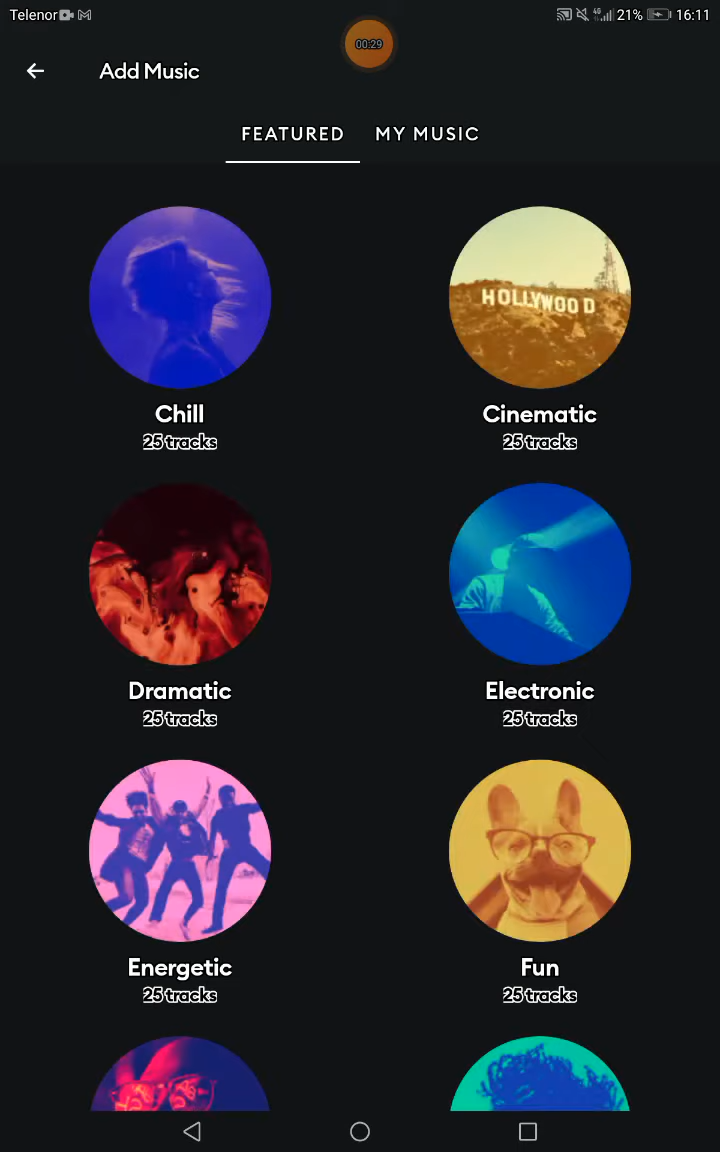 Telenor 21% 16:11
00:29
Add Music
FEATURED MY MUSIC
HOLLYWOOD
Chill Cinematic
25 tracks 25 tracks
Dramatic Electronic
25 tracks 25 tracks
Energetic Fun
25 tracks 25 tracks